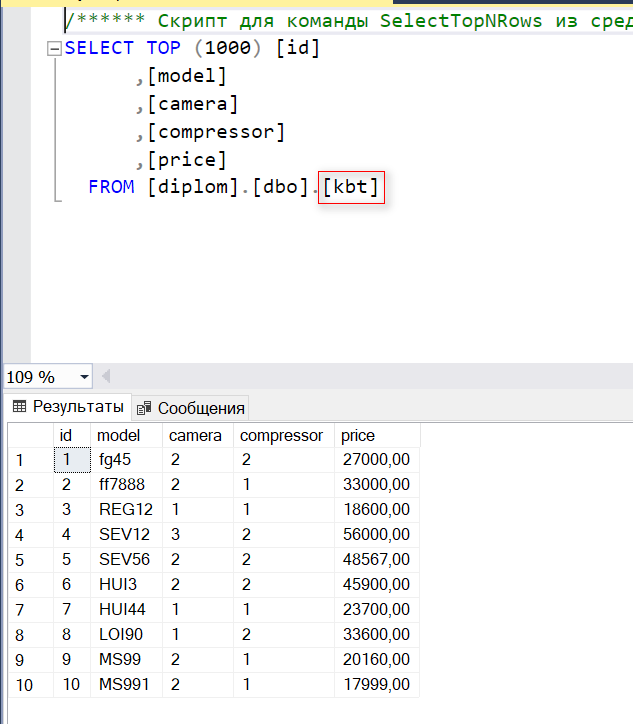 /****** Скрипт для команды SelectTopNRows из сред
SELECT TOP (1000) [id]
,[model]
,[camera]
,[compressor]
,[price]
FROM [diplom].[dbo].[kbt]
109 %
Результаты Сообщения
id model camera compressor price
1 1 fg45 2 2 27000,00
2 2 ff7888 2 1 33000,00
3 3 REG12 1 1 18600,00
4 4 SEV12 3 2 56000,00
5 5 SEV56 2 2 48567,00
6 6 HUI3 2 2 45900,00
7 7 HUI44 1 1 23700,00
8 8 LOI90 1 2 33600,00
9 9 MS99 2 1 20160,00
10 10 MS991 2 1 17999,00